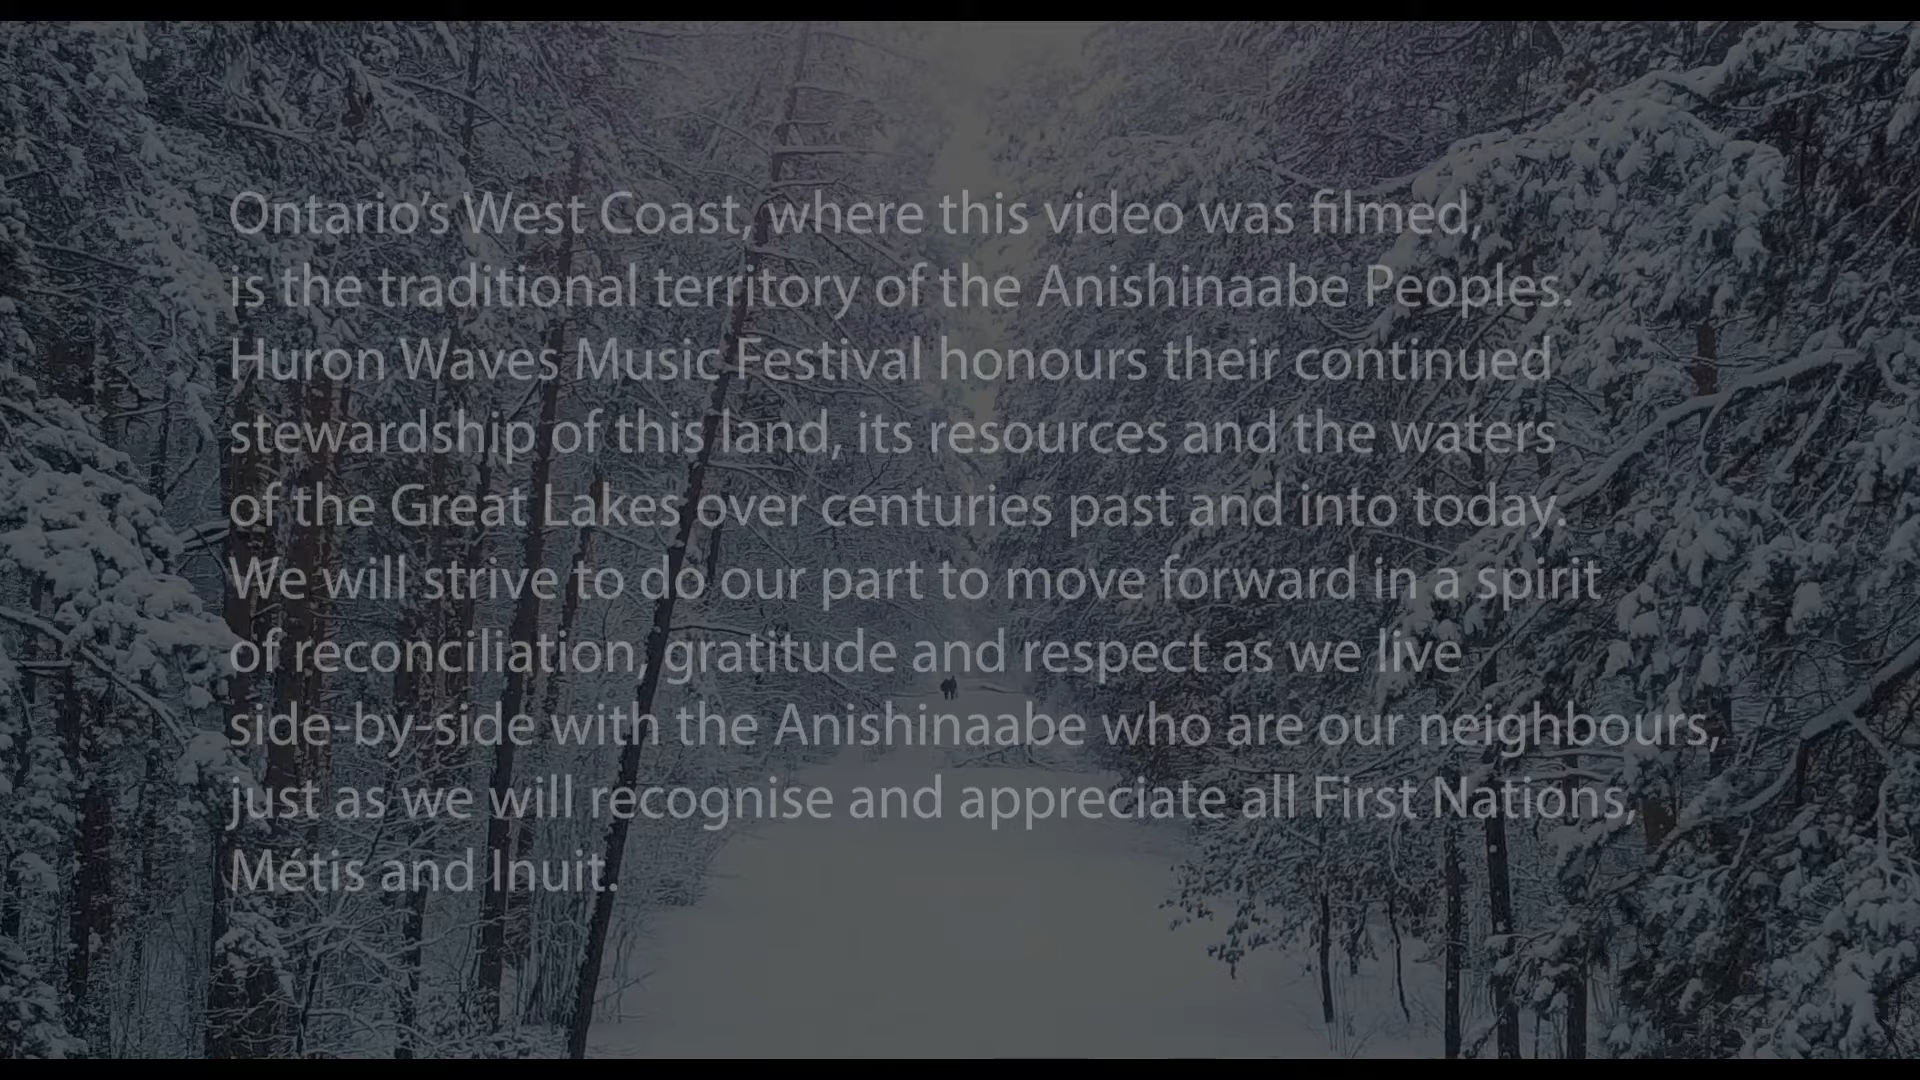 Ontario’s West Coast, where this video was filmed,
is the traditional territory of the Anishinaabe Peoples.
Huron Waves Music Festival honours their continued
stewardship of this land, its resources and the waters
of the Great Lakes over centuries past and into today.
We will strive to do our part to move forward in a spirit
of reconciliation, gratitude and respect as we live
side-by-side with the Anishinaabe who are our neighbours,
just as we will recognise and appreciate all First Nations,
Métis and Inuit.